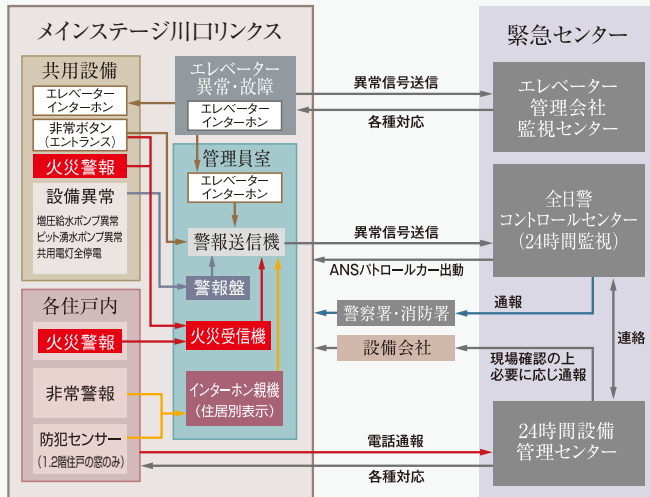 メインステージ川口リンクス
共用設備
エレベーター
インターホン
非常ボタン
(エントランス)
火災警報
設備異常
増圧給水ポンプ異常
ピット湧水ポンプ異常
共用電灯全停電
各住戸内
火災警報
非常警報
防犯センサー
(1.2階住戸の窓のみ)
エレベーター
異常・故障
エレベーター
インターホン
管理員室
エレベーター
インターホン
警報送信機
警報盤
火災受信機
インターホン親機
(住居別表示)
異常信号送信
各種対応
異常信号送信
ANSパトロールカー出動
警察署・消防署
通報
設備会社
現場確認の上
必要に応じ通報
連絡
電話通報
各種対応
緊急センター
エレベーター
管理会社
監視センター
全日警
コントロールセンター
(24時間監視)
24時間設備
管理センター